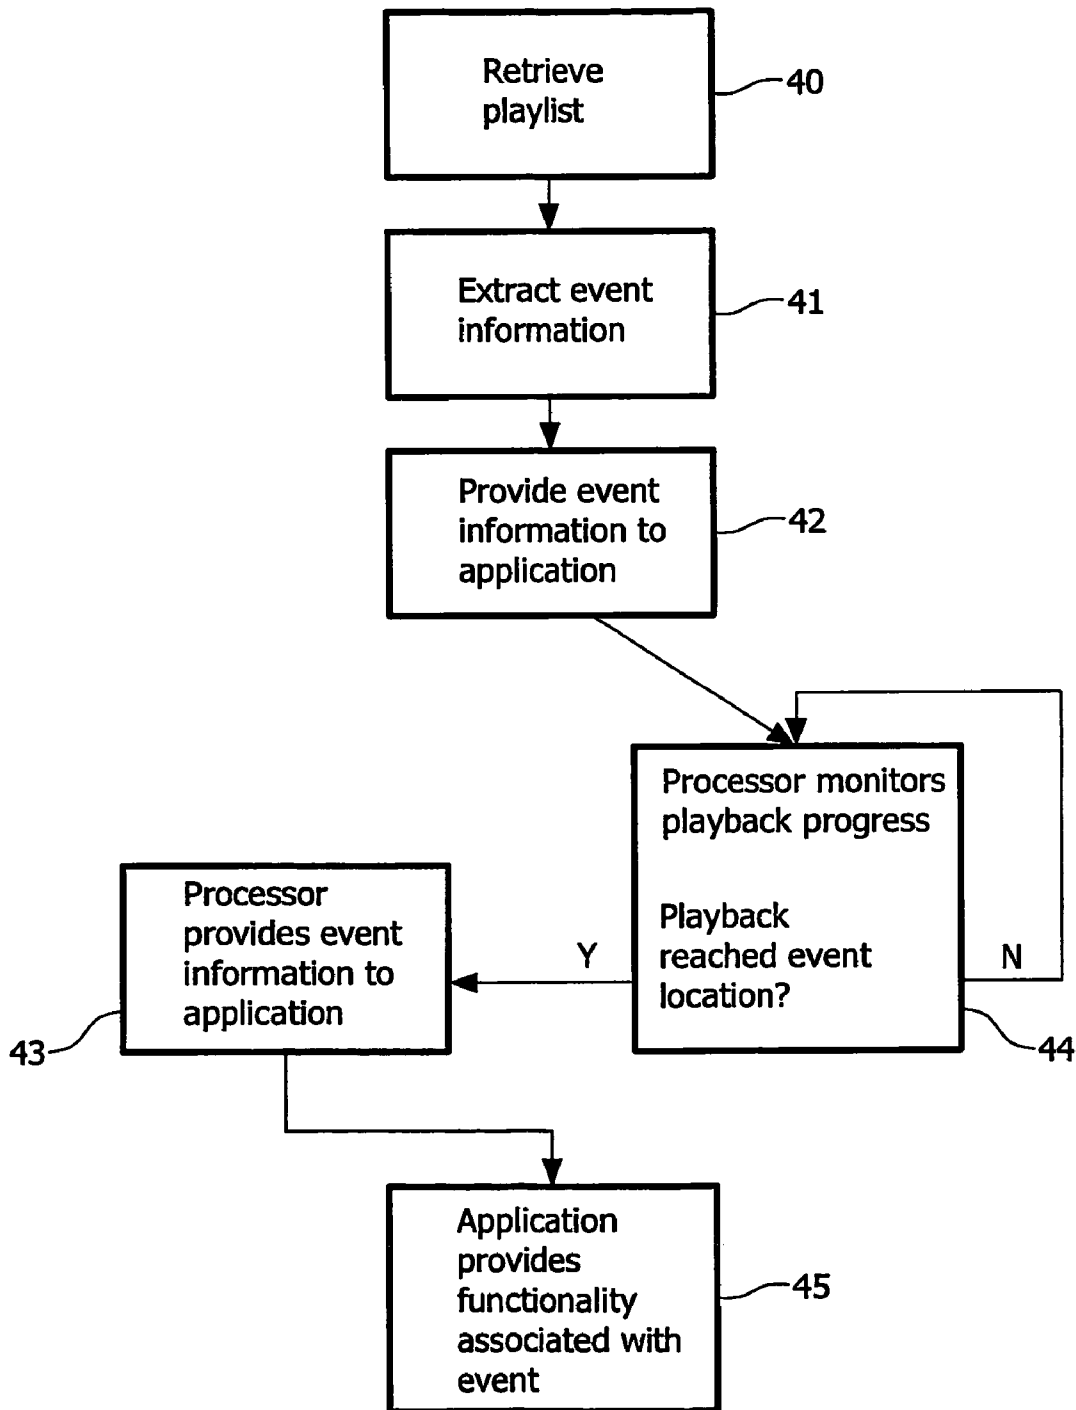 Retrieve
playlist
40
Extract event
information
41
Provide event
information to
application
42
Processor monitors
playback progress
Playback
reached event
location?
N
Y
44
Processor
provides event
information to
application
43
Application
provides
functionality
associated with
event
45